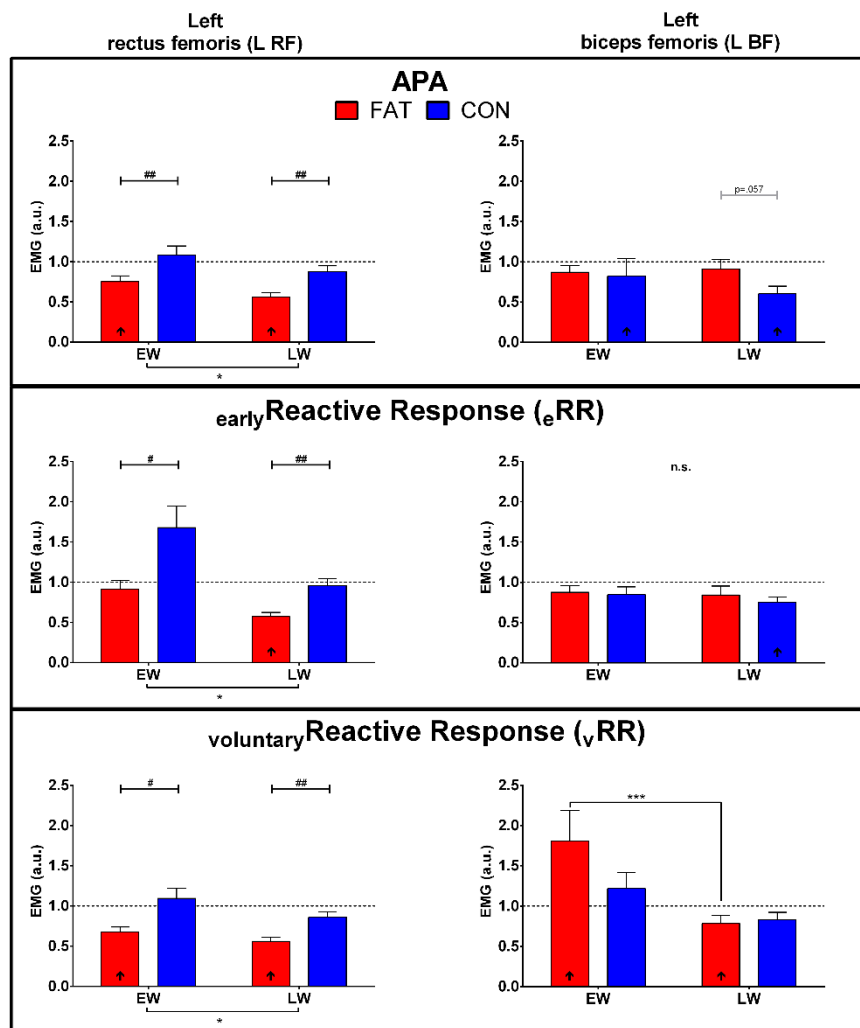 Left
rectus femoris (L RF)
Left
biceps femoris (L BF)
APA
FAT CON
EMG (a.u.)
2.5
2.0
1.5
1.0
0.5
0.0
##
##
EW
LW
*
EMG (a.u.)
2.5
2.0
1.5
1.0
0.5
0.0
p=.057
EW
LW
earlyReactive Response (eRR)
EMG (a.u.)
2.5
2.0
1.5
1.0
0.5
0.0
#
##
EW
LW
*
EMG (a.u.)
2.5
2.0
1.5
1.0
0.5
0.0
n.s.
EW
LW
voluntaryReactive Response (vRR)
EMG (a.u.)
2.5
2.0
1.5
1.0
0.5
0.0
#
##
EW
LW
*
EMG (a.u.)
2.5
2.0
1.5
1.0
0.5
0.0
***
EW
LW